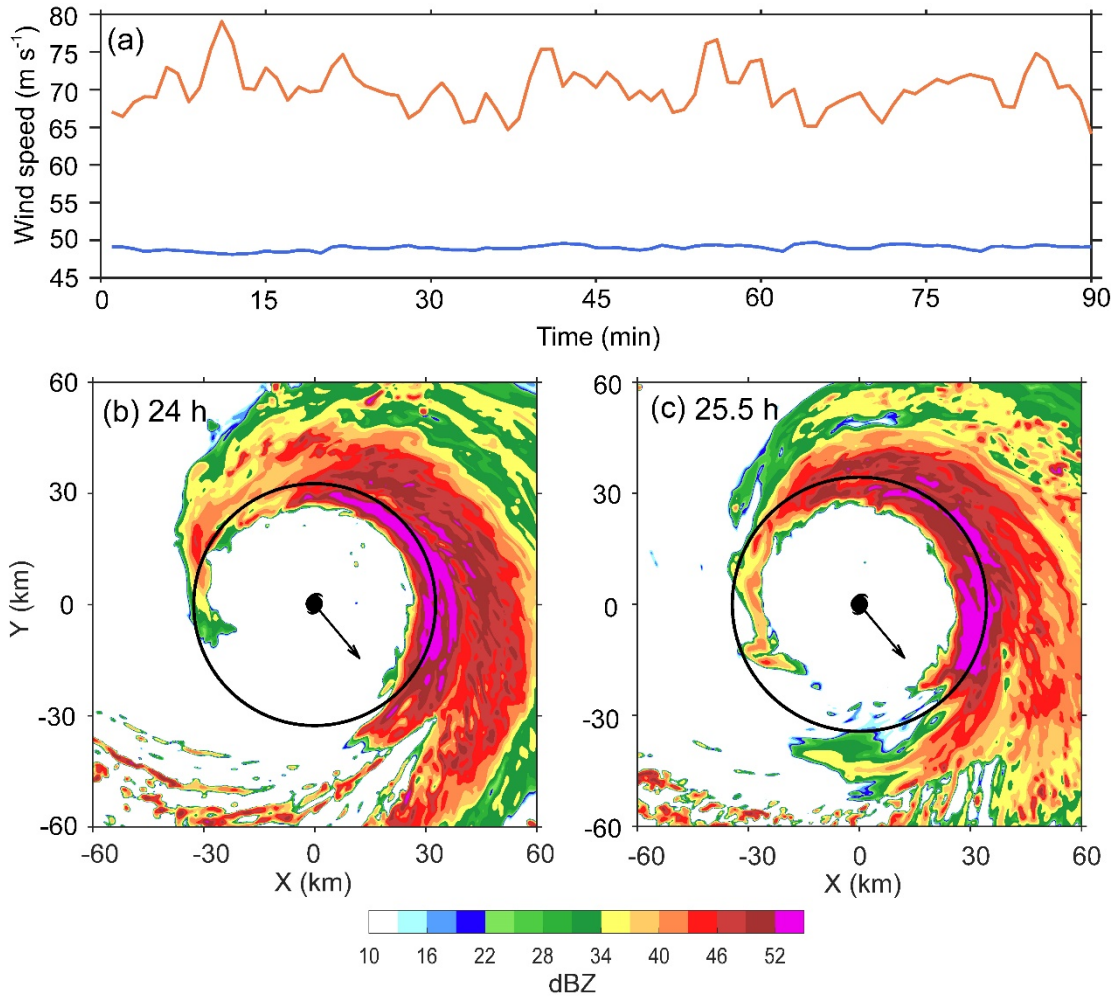 (a)
Wind speed (m s⁻¹)
80
75
70
65
60
55
50
45
0 15 30 45 60 75 90
Time (min)
(b) 24 h
(c) 25.5 h
Y (km)
60
30
0
-30
-60
60
30
0
-30
-60
-60 -30 0 30 60
-60 -30 0 30 60
X (km)
X (km)
10 16 22 28 34 40 46 52
dBZ